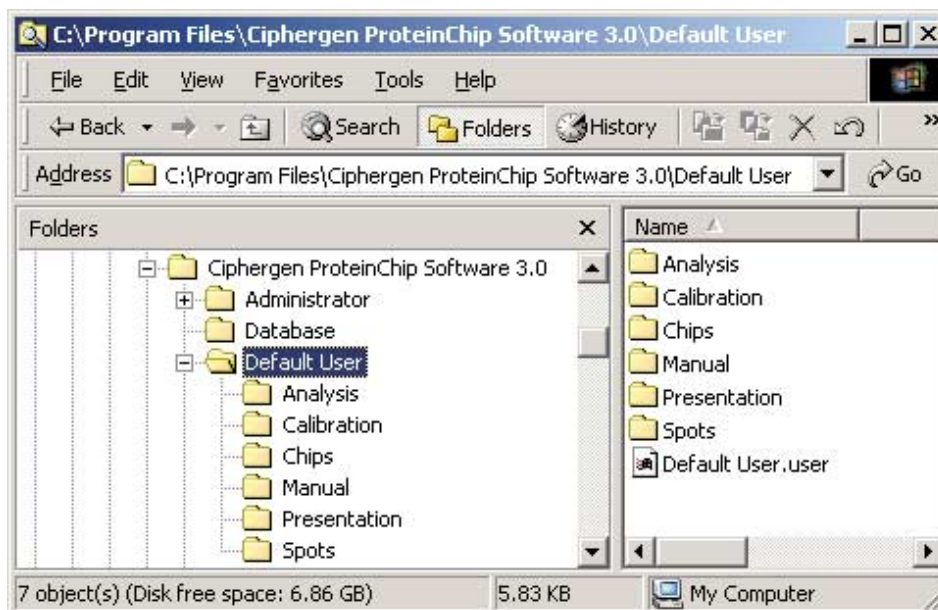 C:\Program Files\Ciphergen ProteinChip Software 3.0\Default User
File Edit View Favorites Tools Help
Back Search Folders History »
Address C:\Program Files\Ciphergen ProteinChip Software 3.0\Default User Go
Folders
Ciphergen ProteinChip Software 3.0
Administrator
Database
Default User
Analysis
Calibration
Chips
Manual
Presentation
Spots
Name
Analysis
Calibration
Chips
Manual
Presentation
Spots
Default User.user
7 object(s) (Disk free space: 6.86 GB) 5.83 KB My Computer